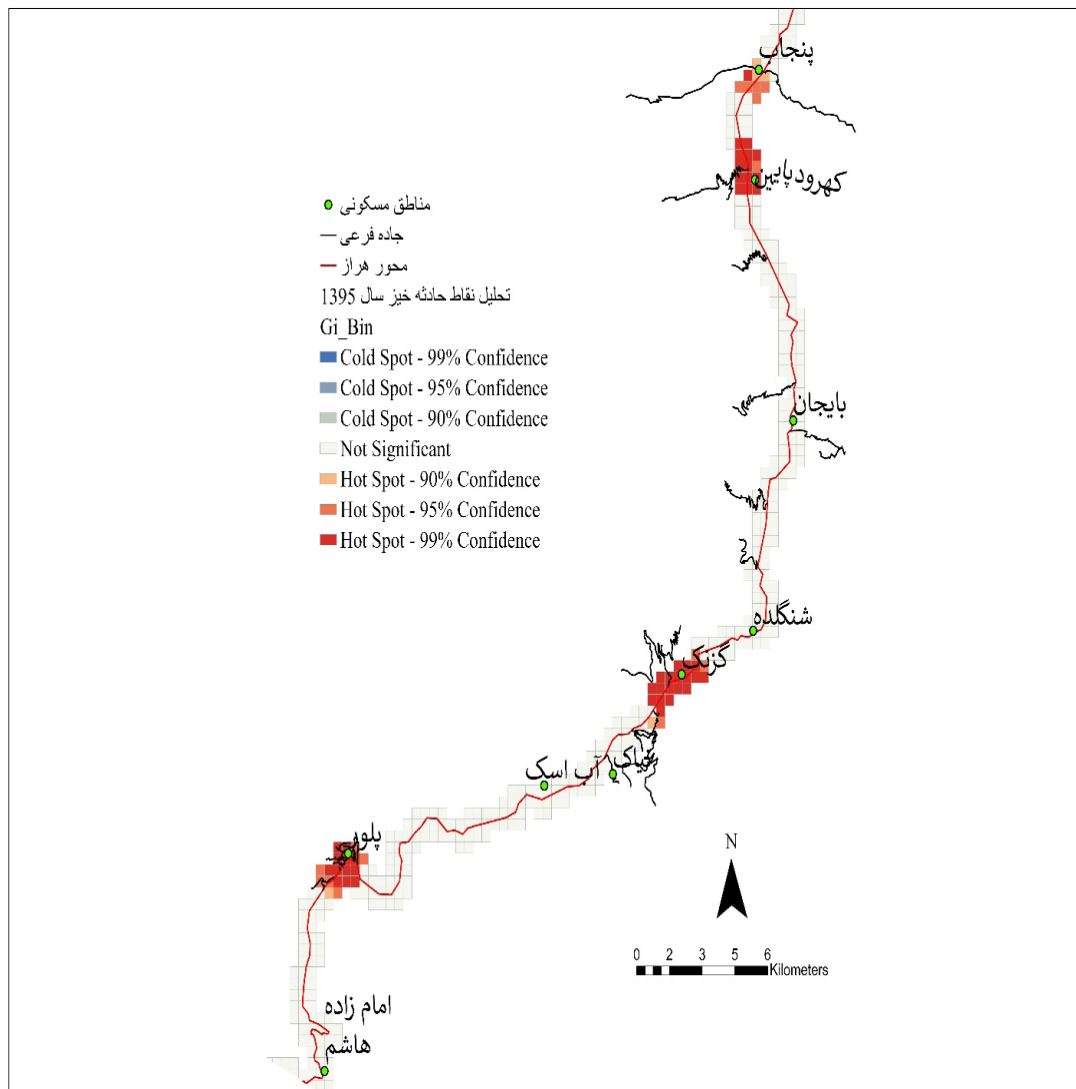 پنجاب
کهرودپایین
مناطق مسکونی
جاده فرعی
محور هراز
تحلیل نقاط حادثه خیز سال 1395
Gi_Bin
Cold Spot - 99% Confidence
Cold Spot - 95% Confidence
Cold Spot - 90% Confidence
Not Significant
Hot Spot - 90% Confidence
Hot Spot - 95% Confidence
Hot Spot - 99% Confidence
بایجان
شنگلده
گزنک
آب اسک
پلور
N
0 2 3 5 6
Kilometers
امام زاده
هاشم